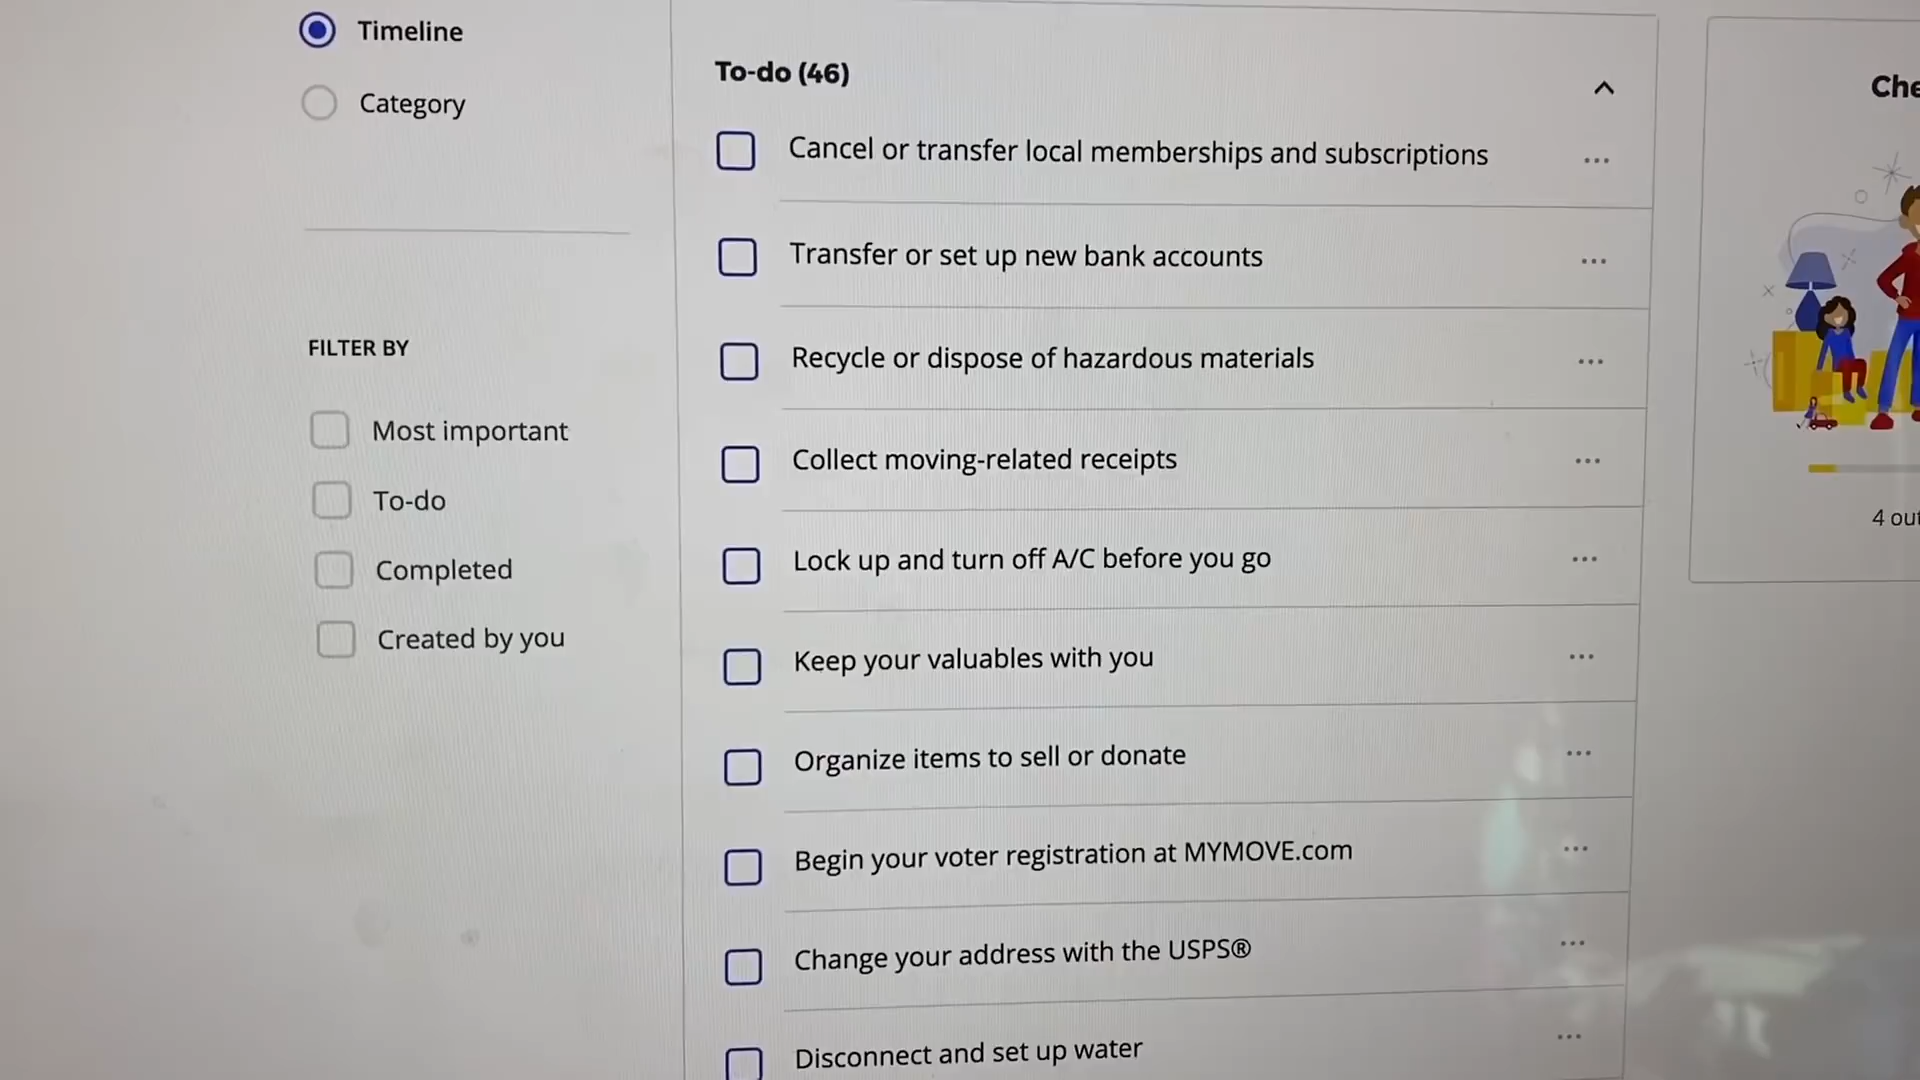 Timeline
Category
FILTER BY
Most important
To-do
Completed
Created by you
To-do (46)
Cancel or transfer local memberships and subscriptions
Transfer or set up new bank accounts
Recycle or dispose of hazardous materials
Collect moving-related receipts
Lock up and turn off A/C before you go
Keep your valuables with you
Organize items to sell or donate
Begin your voter registration at MYMOVE.com
Change your address with the USPS®
Disconnect and set up water
4